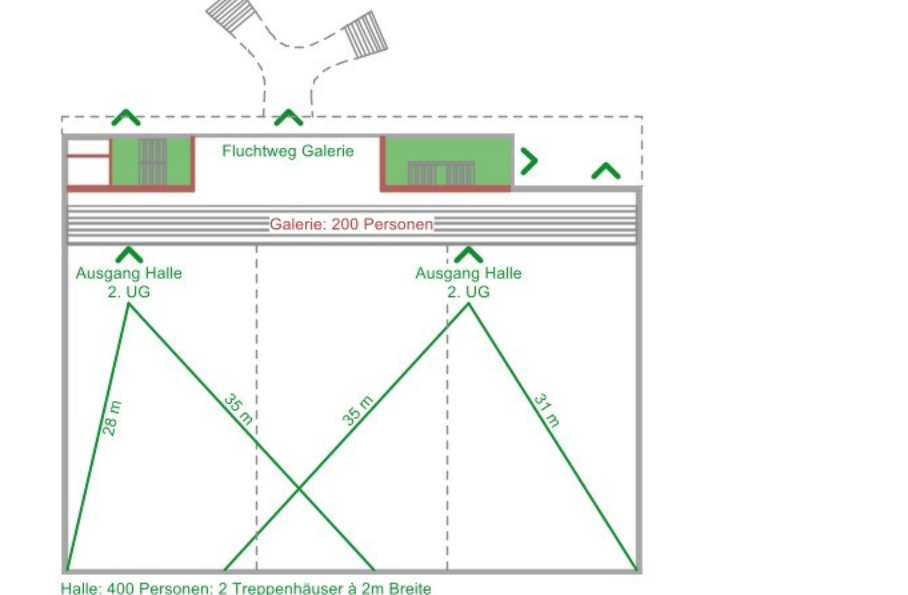 Fluchtweg Galerie
Galerie: 200 Personen
Ausgang Halle
2. UG
Ausgang Halle
2. UG
28 m
35 m
35 m
31 m
Halle: 400 Personen: 2 Treppenhäuser à 2m Breite